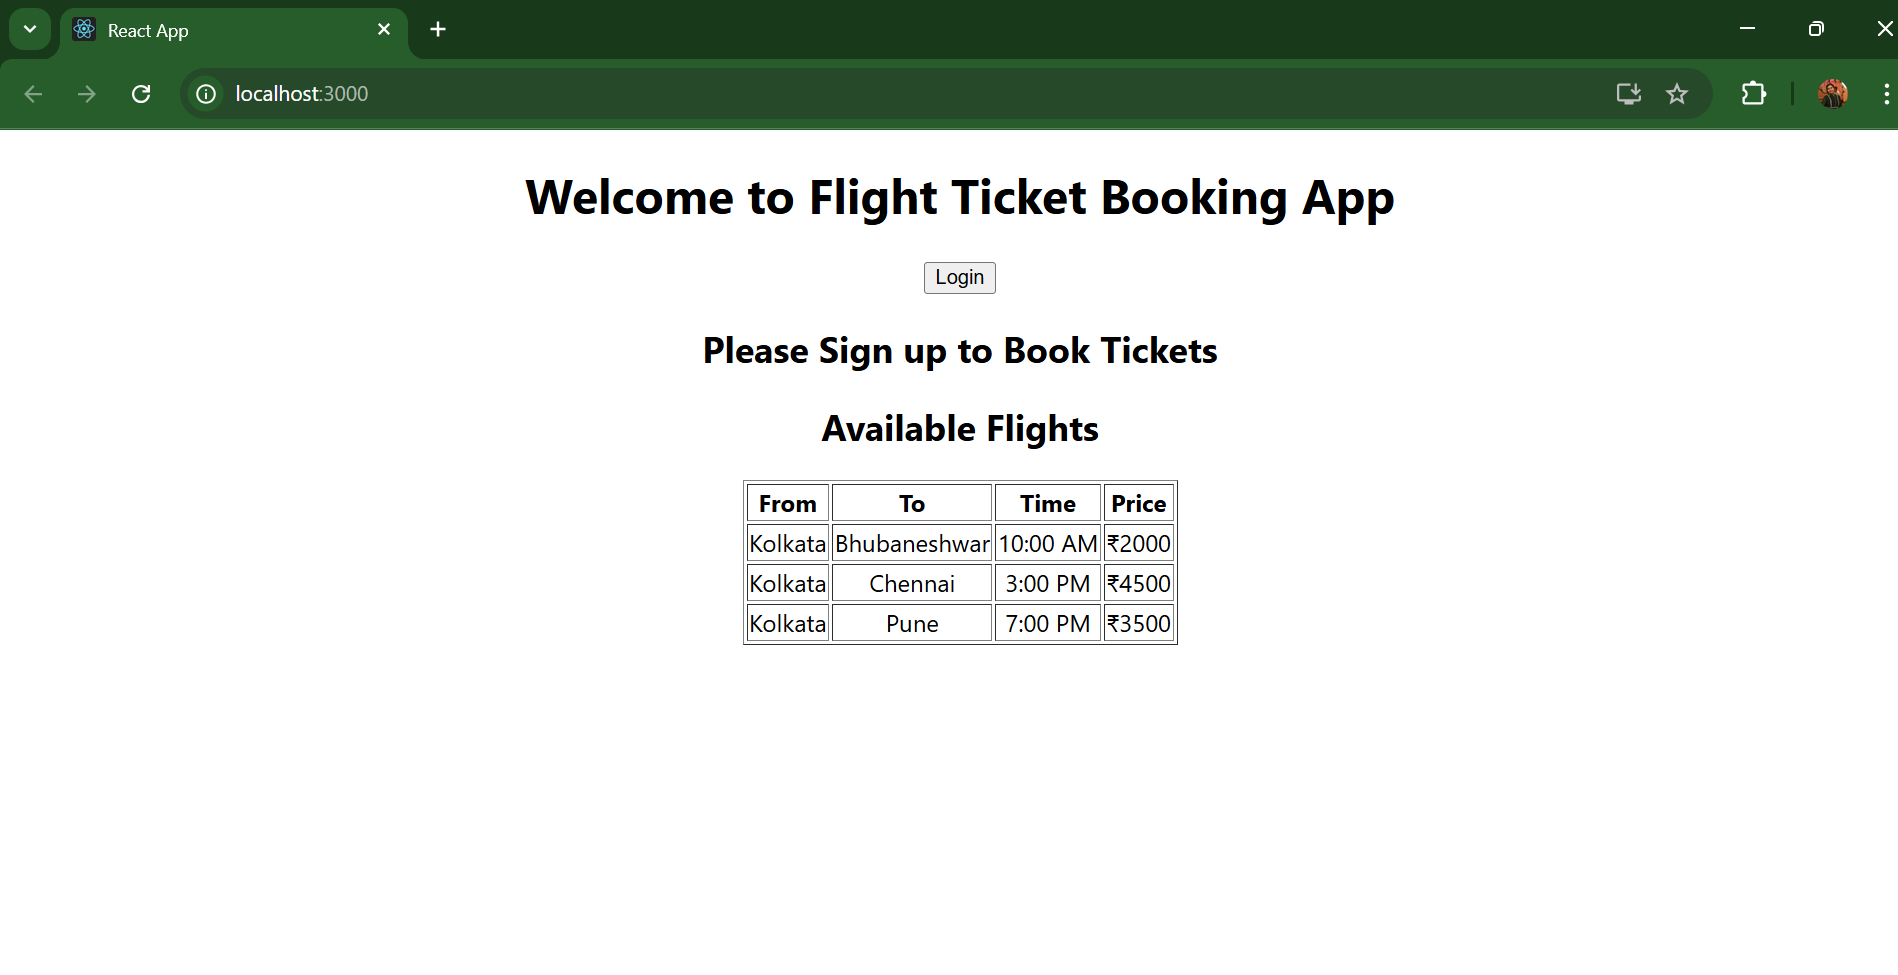 React App
localhost:3000
Welcome to Flight Ticket Booking App
Login
Please Sign up to Book Tickets
Available Flights
From To Time Price
Kolkata Bhubaneshwar 10:00 AM ₹2000
Kolkata Chennai 3:00 PM ₹4500
Kolkata Pune 7:00 PM ₹3500